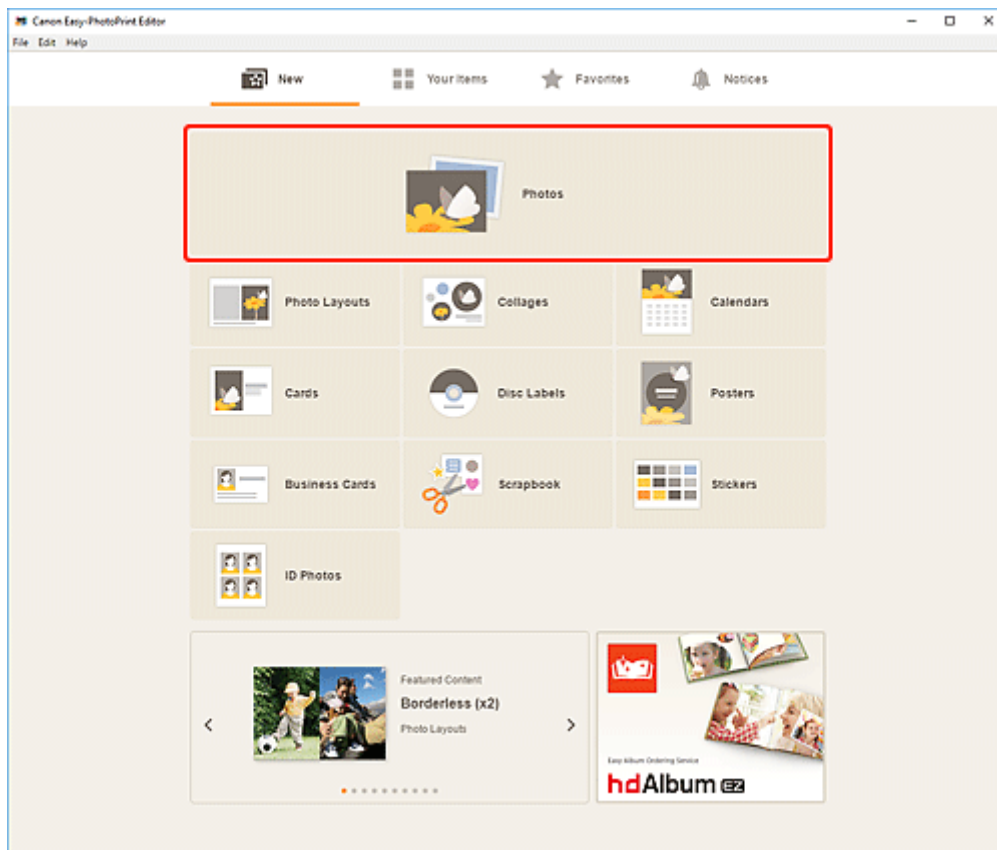 Canon Easy-PhotoPrint Editor
File Edit Help
New Your items Favorites Notices
Photos
Photo Layouts Collages Calendars
Cards Disc Labels Posters
Business Cards Scrapbook Stickers
ID Photos
Featured Content
Borderless (x2)
Photo Layouts
Easy Album Ordering Service
hdAlbum EZ